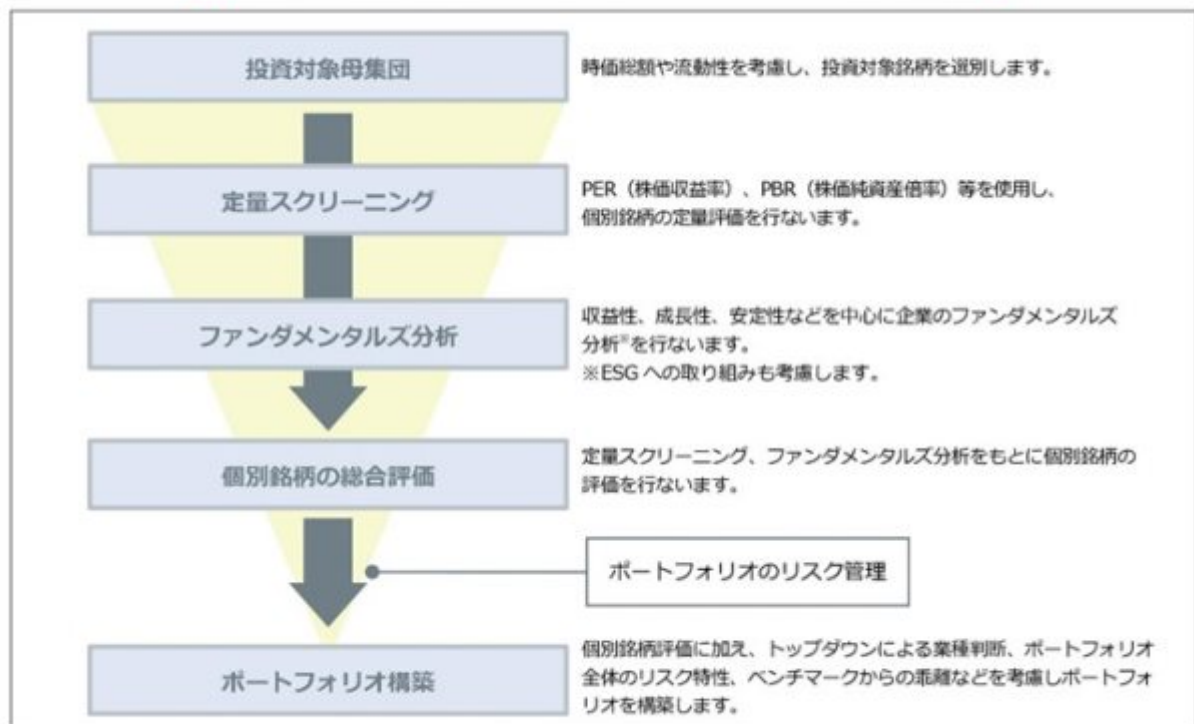 投資対象母集団
時価総額や流動性を考慮し、投資対象銘柄を選別します。
定量スクリーニング
PER（株価収益率）、PBR（株価純資産倍率）等を使用し、
個別銘柄の定量評価を行ないます。
ファンダメンタルズ分析
収益性、成長性、安定性などを中心に企業のファンダメンタルズ
分析※を行ないます。
※ESG への取り組みも考慮します。
個別銘柄の総合評価
定量スクリーニング、ファンダメンタルズ分析をもとに個別銘柄の
評価を行ないます。
ポートフォリオのリスク管理
ポートフォリオ構築
個別銘柄評価に加え、トップダウンによる業種判断、ポートフォリオ
全体のリスク特性、ベンチマークからの乖離などを考慮しポートフォ
リオを構築します。